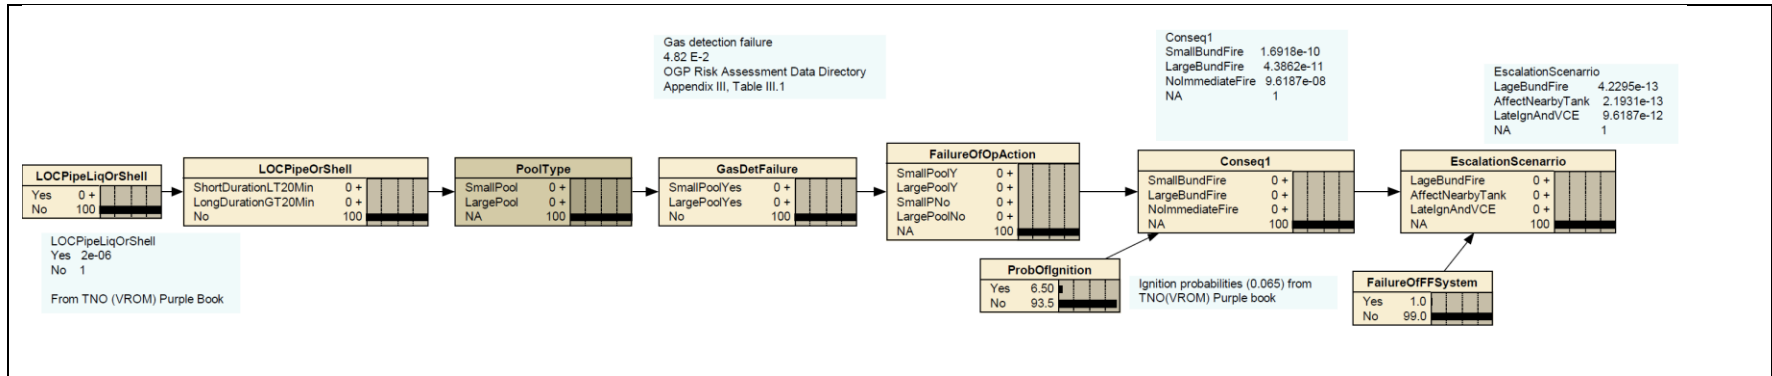 Gas detection failure
4.82 E-2
OGP Risk Assessment Data Directory
Appendix III, Table III.1
Conseq1
SmallBundFire 1.6918e-10
LargeBundFire 4.3862e-11
NoImmediateFire 9.6187e-08
NA 1
EscalationScenarrio
LageBundFire 4.2295e-13
AffectNearbyTank 2.1931e-13
LateIgnAndVCE 9.6187e-12
NA 1
LOCPipeLiqOrShell
Yes 0 +
No 100
LOCPipeOrShell
ShortDurationLT20Min 0 +
LongDurationGT20Min 0 +
No 100
PoolType
SmallPool 0 +
LargePool 0 +
NA 100
GasDetFailure
SmallPoolYes 0 +
LargePoolYes 0 +
No 100
FailureOfOpAction
SmallPoolY 0 +
LargePoolY 0 +
SmallPNo 0 +
LargePoolNo 0 +
NA 100
Conseq1
SmallBundFire 0 +
LargeBundFire 0 +
NoImmediateFire 0 +
NA 100
EscalationScenarrio
LageBundFire 0 +
AffectNearbyTank 0 +
LateIgnAndVCE 0 +
NA 100
LOCPipeLiqOrShell
Yes 2e-06
No 1
From TNO (VROM) Purple Book
ProbOfIgnition
Yes 6.50
No 93.5
Ignition probabilities (0.065) from
TNO(VROM) Purple book
FailureOfFFSystem
Yes 1.0
No 99.0